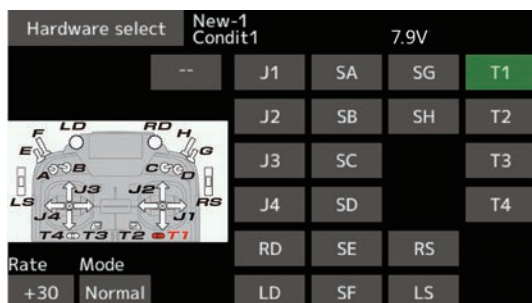 Hardware select
New-1
Condit1
7.9V
-- J1 SA SG T1
J2 SB SH T2
J3 SC T3
J4 SD T4
RD SE RS
LD SF LS
F LD RD H
E G
A B C D
LS J3 J2 RS
J4 J1
T4 T3 T2 T1
Rate Mode
+30 Normal